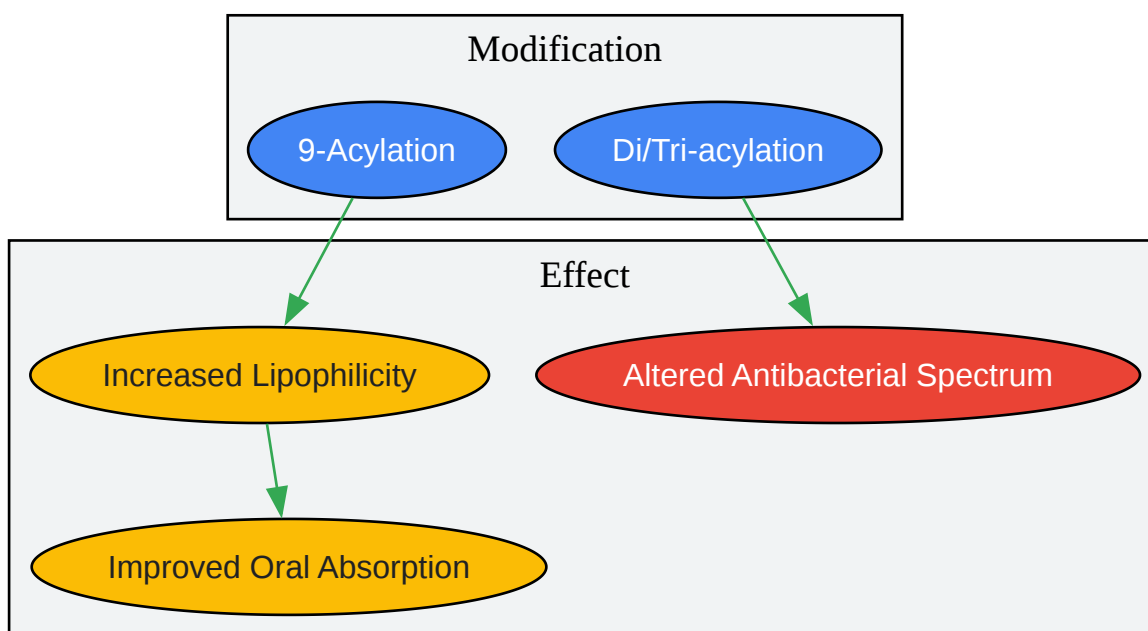 Modification
9-Acylation
Di/Tri-acylation
Effect
Increased Lipophilicity
Altered Antibacterial Spectrum
Improved Oral Absorption